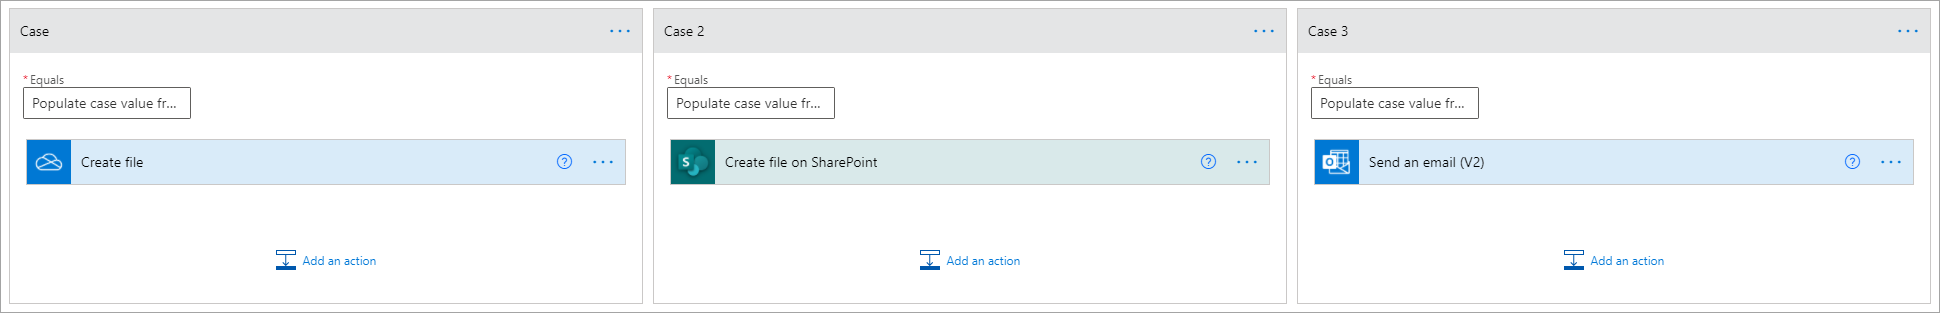 Case
* Equals
Populate case value fr...
Create file
Add an action
Case 2
* Equals
Populate case value fr...
Create file on SharePoint
Add an action
Case 3
* Equals
Populate case value fr...
Send an email (V2)
Add an action